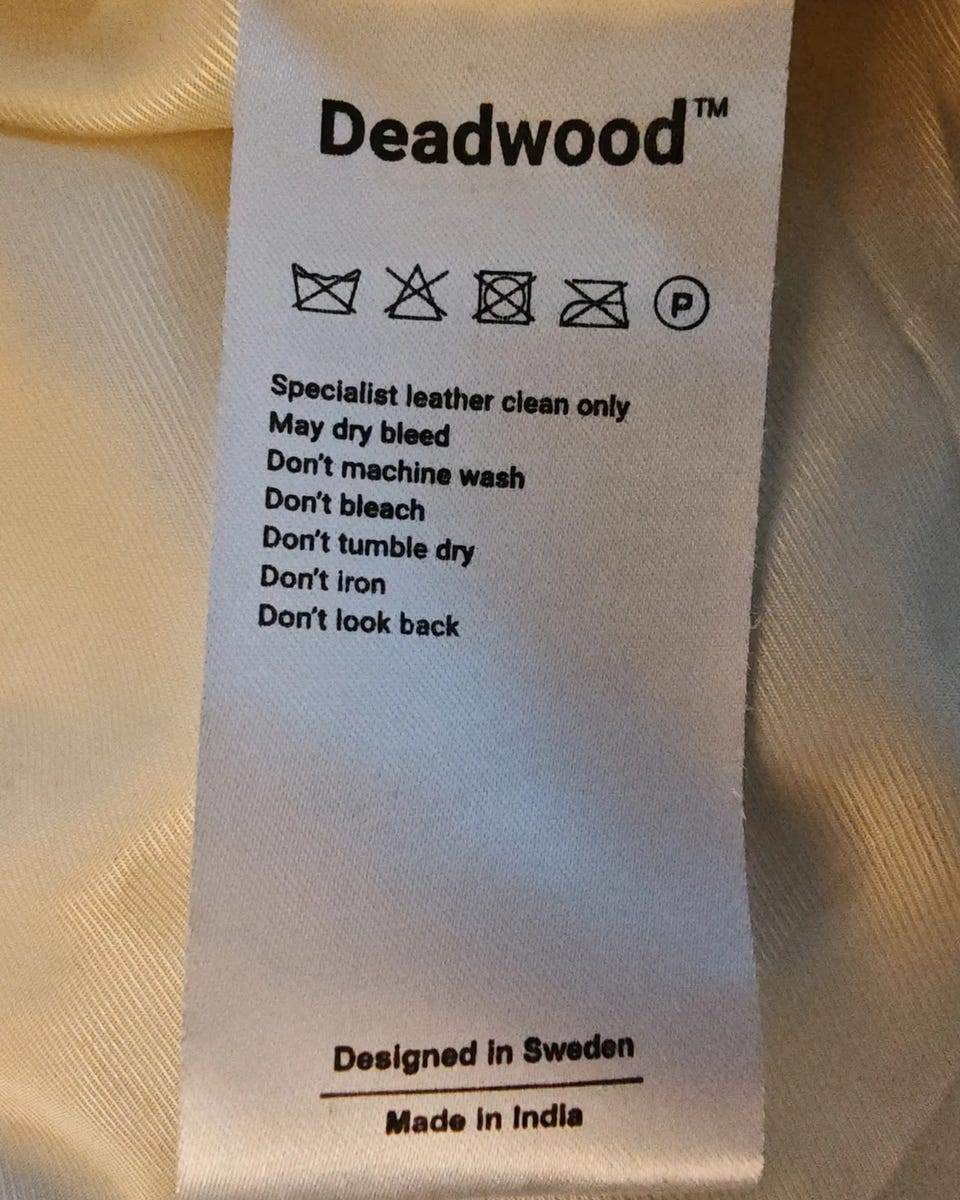 Deadwood™
P
Specialist leather clean only
May dry bleed
Don't machine wash
Don't bleach
Don't tumble dry
Don't iron
Don't look back
Designed in Sweden
Made in India